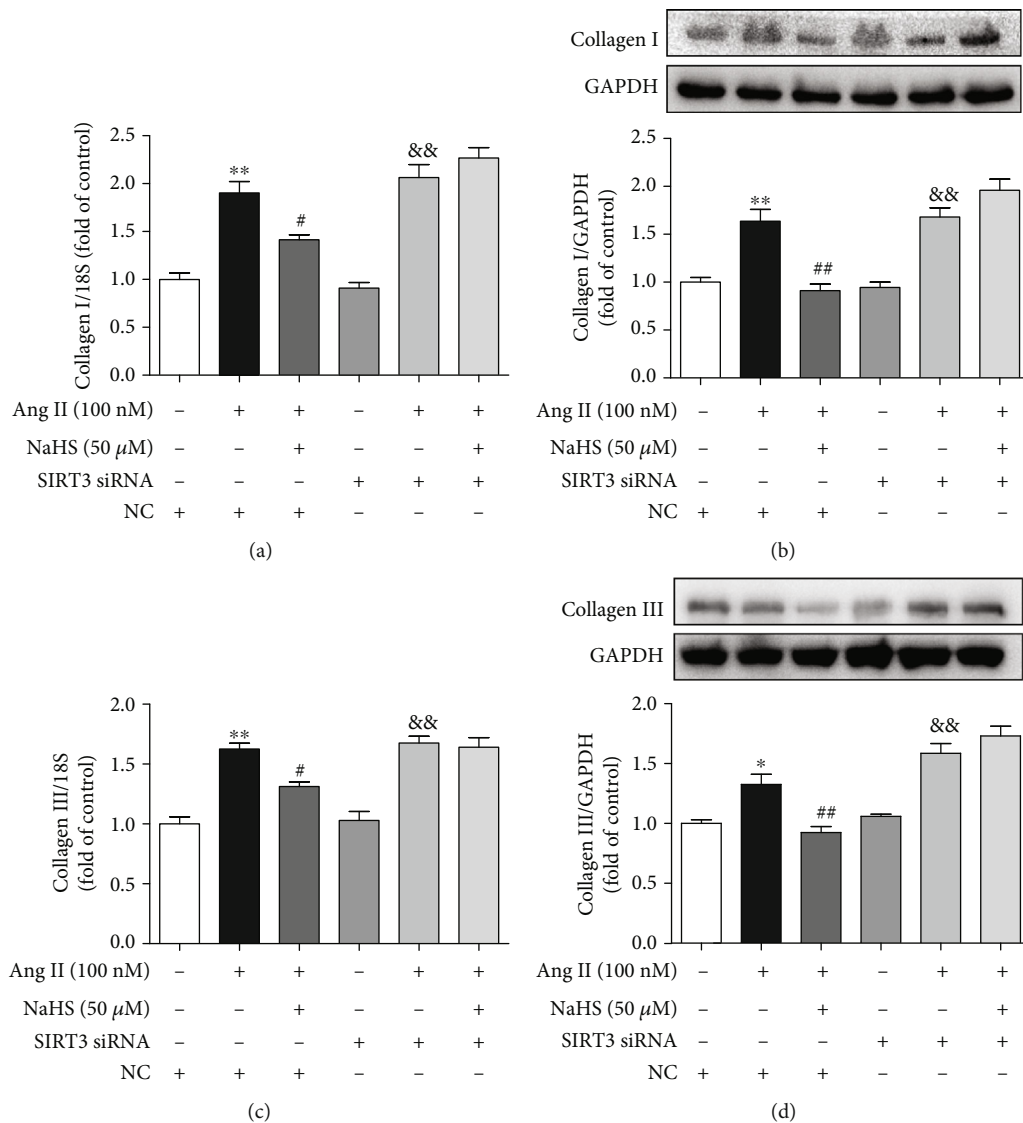 2.5
2.0
1.5
1.0
0.5
0.0
Collagen I/18S (fold of control)
**
#
&&
Ang II (100 nM) – + + – + +
NaHS (50 μM) – – + – – +
SIRT3 siRNA – – – + + +
NC + + + – – –
(a)
Collagen I
GAPDH
2.5
2.0
1.5
1.0
0.5
0.0
Collagen I/GAPDH
(fold of control)
**
##
&&
Ang II (100 nM) – + + – + +
NaHS (50 μM) – – + – – +
SIRT3 siRNA – – – + + +
NC + + + – – –
(b)
2.0
1.5
1.0
0.5
0.0
Collagen III/18S
(fold of control)
**
#
&&
Ang II (100 nM) – + + – + +
NaHS (50 μM) – – + – – +
SIRT3 siRNA – – – + + +
NC + + + – – –
(c)
Collagen III
GAPDH
2.0
1.5
1.0
0.5
0.0
Collagen III/GAPDH
(fold of control)
*
##
&&
Ang II (100 nM) – + + – + +
NaHS (50 μM) – – + – – +
SIRT3 siRNA – – – + + +
NC + + + – – –
(d)